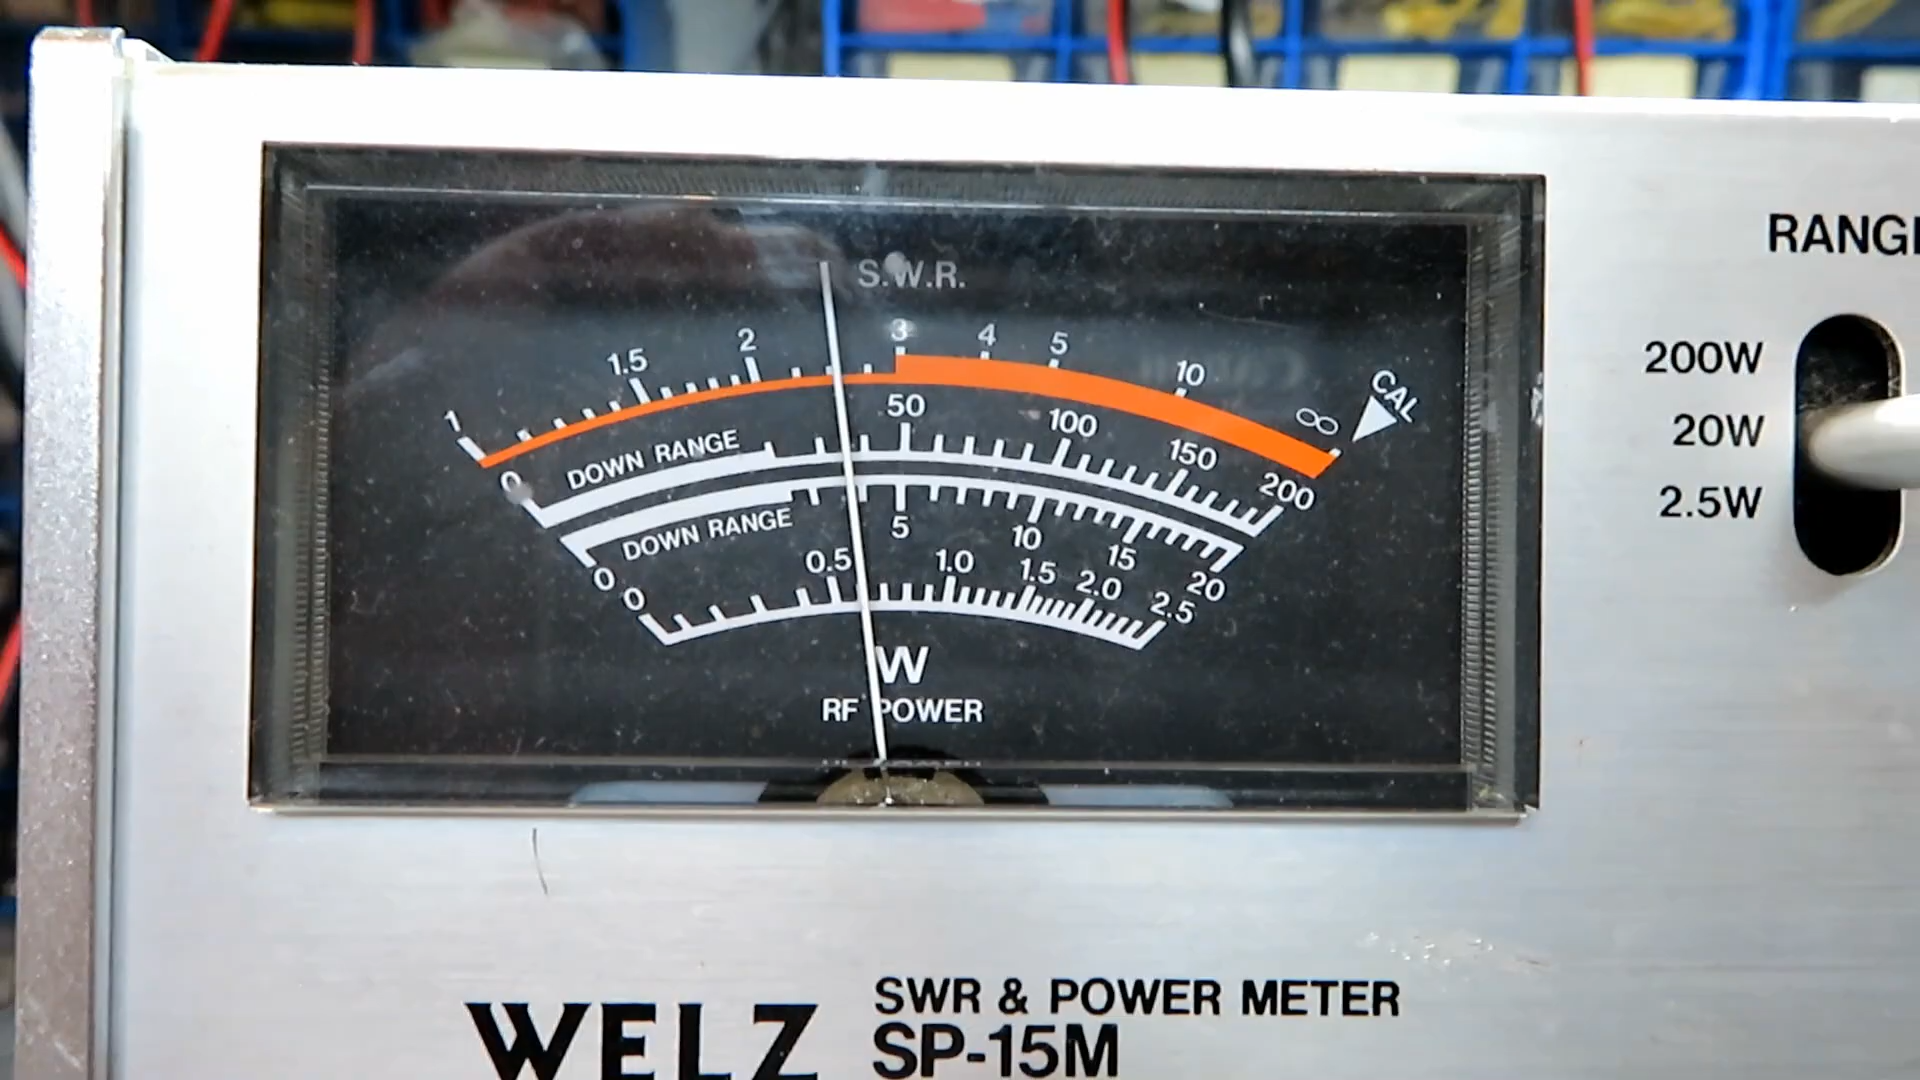 RANGE
200W
20W
2.5W
S.W.R.
1 1.5 2 3 4 5 10 ∞ CAL
0 DOWN RANGE 50 100 150 200
0 DOWN RANGE 5 10 15 20
0 0.5 1.0 1.5 2.0 2.5
W
RF POWER
WELZ
SWR & POWER METER
SP-15M